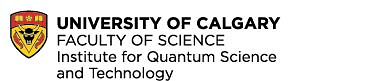 UNIVERSITY OF CALGARY
FACULTY OF SCIENCE
Institute for Quantum Science
and Technology